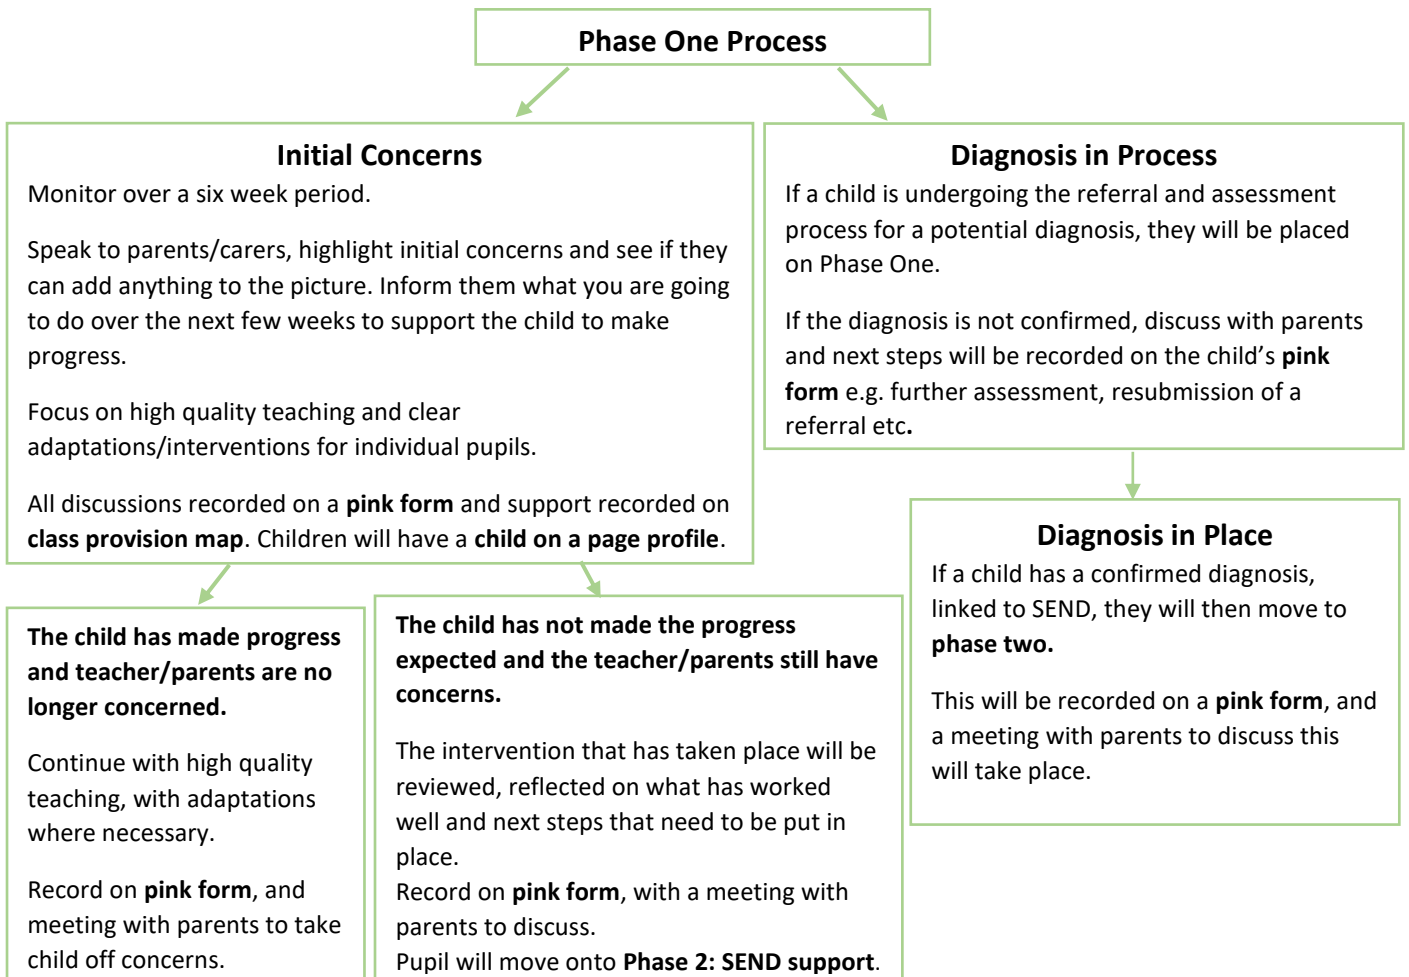 Phase One Process
Initial Concerns
Monitor over a six week period.
Speak to parents/carers, highlight initial concerns and see if they
can add anything to the picture. Inform them what you are going
to do over the next few weeks to support the child to make
progress.
Focus on high quality teaching and clear
adaptations/interventions for individual pupils.
All discussions recorded on a pink form and support recorded on
class provision map. Children will have a child on a page profile.
Diagnosis in Process
If a child is undergoing the referral and assessment
process for a potential diagnosis, they will be placed
on Phase One.
If the diagnosis is not confirmed, discuss with parents
and next steps will be recorded on the child’s pink
form e.g. further assessment, resubmission of a
referral etc.
The child has made progress
and teacher/parents are no
longer concerned.
Continue with high quality
teaching, with adaptations
where necessary.
Record on pink form, and
meeting with parents to take
child off concerns.
The child has not made the progress
expected and the teacher/parents still have
concerns.
The intervention that has taken place will be
reviewed, reflected on what has worked
well and next steps that need to be put in
place.
Record on pink form, with a meeting with
parents to discuss.
Pupil will move onto Phase 2: SEND support.
Diagnosis in Place
If a child has a confirmed diagnosis,
linked to SEND, they will then move to
phase two.
This will be recorded on a pink form, and
a meeting with parents to discuss this
will take place.